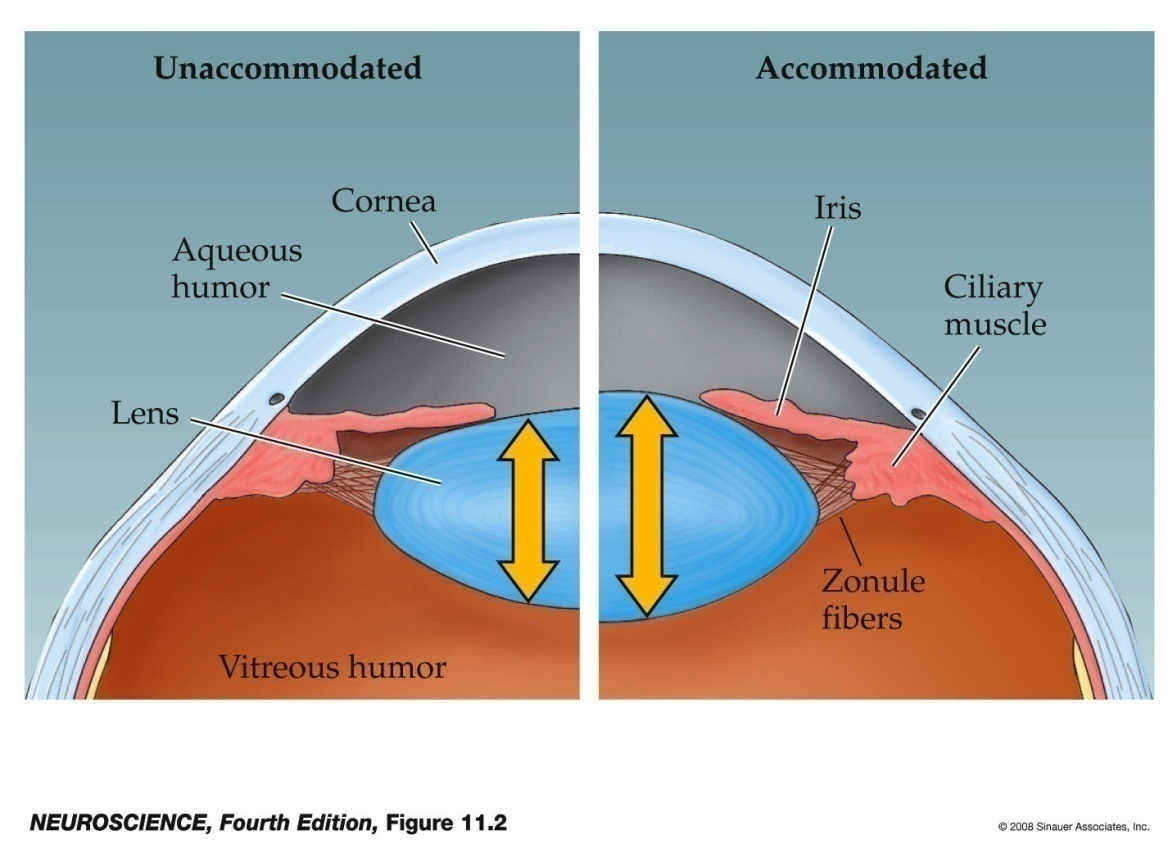 Unaccommodated
Cornea
Aqueous
humor
Lens
Vitreous humor
Accommodated
Iris
Ciliary
muscle
Zonule
fibers
NEUROSCIENCE, Fourth Edition, Figure 11.2
© 2008 Sinauer Associates, Inc.